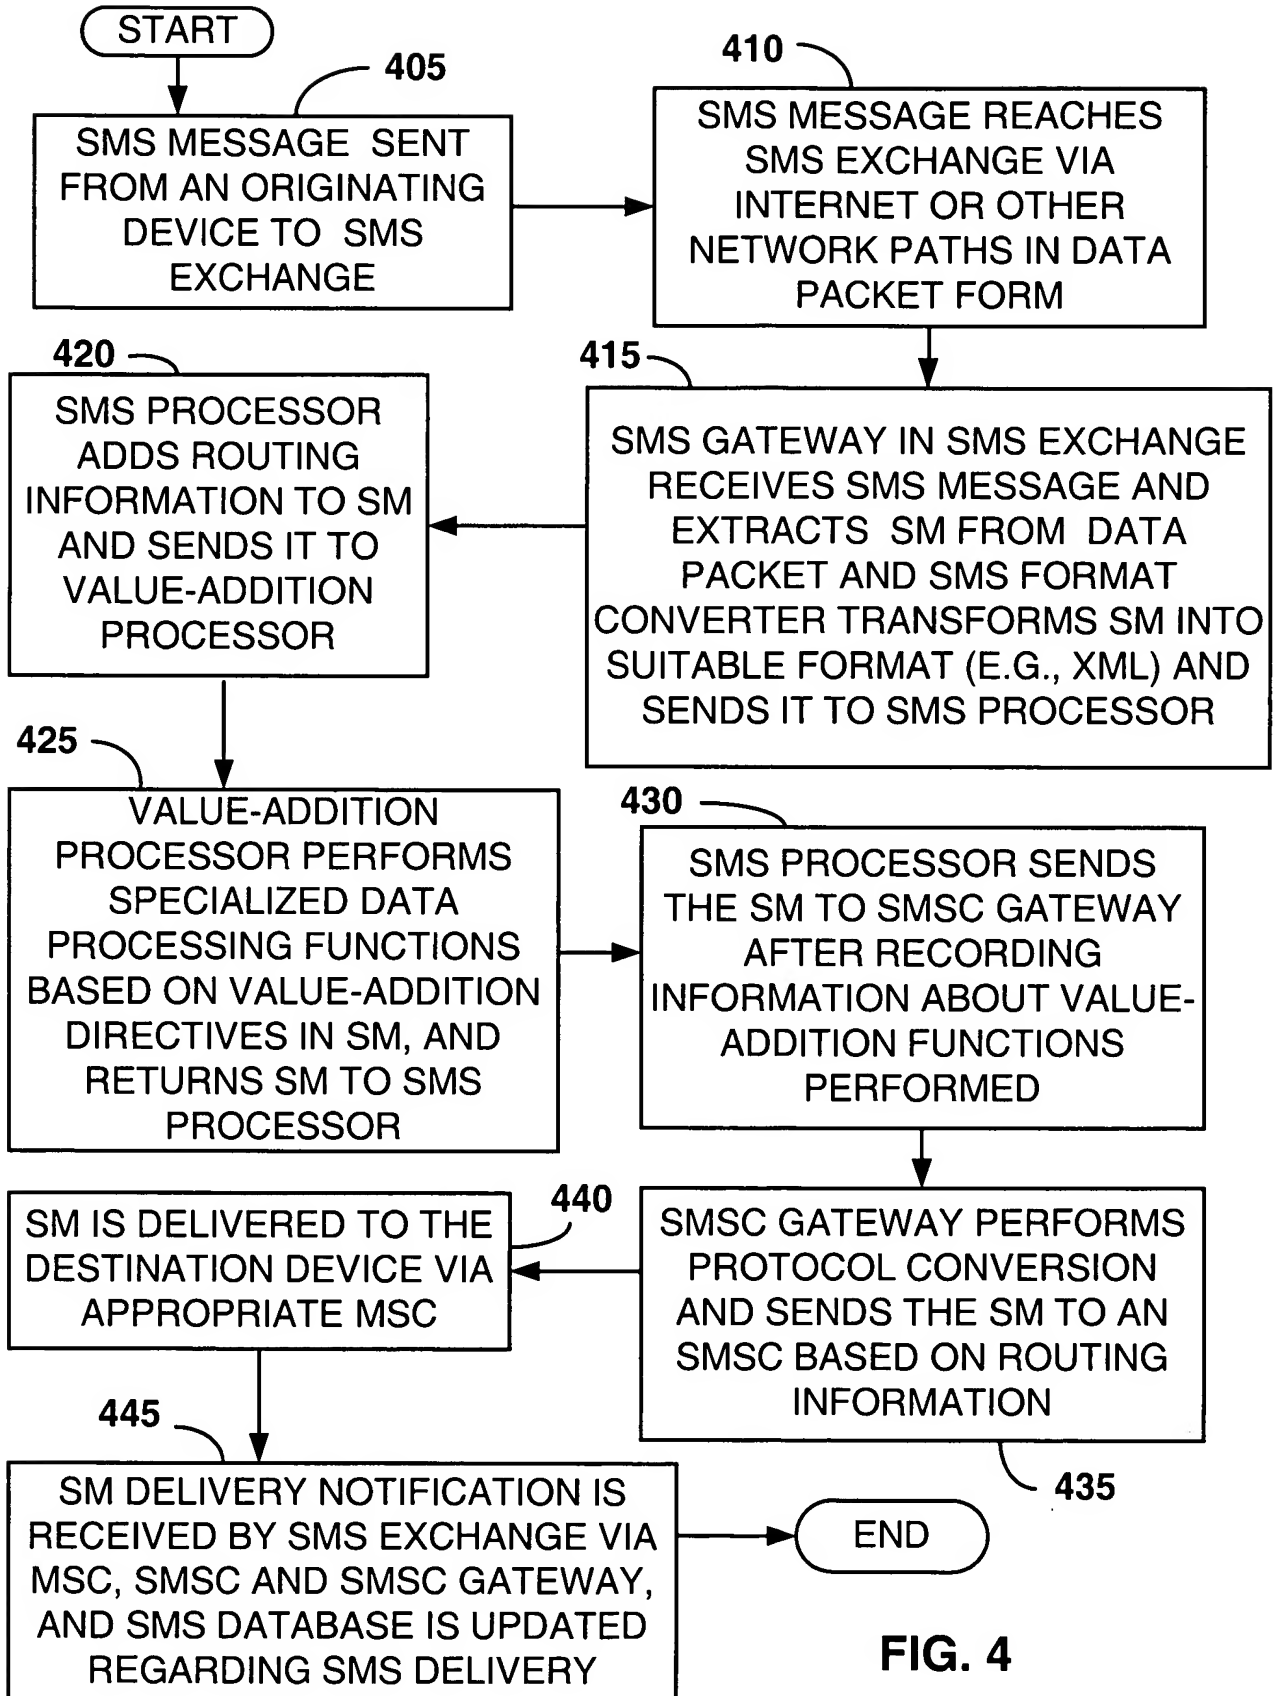 START
405
SMS MESSAGE SENT
FROM AN ORIGINATING
DEVICE TO SMS
EXCHANGE
410
SMS MESSAGE REACHES
SMS EXCHANGE VIA
INTERNET OR OTHER
NETWORK PATHS IN DATA
PACKET FORM
415
SMS GATEWAY IN SMS EXCHANGE
RECEIVES SMS MESSAGE AND
EXTRACTS SM FROM DATA
PACKET AND SMS FORMAT
CONVERTER TRANSFORMS SM INTO
SUITABLE FORMAT (E.G., XML) AND
SENDS IT TO SMS PROCESSOR
420
SMS PROCESSOR
ADDS ROUTING
INFORMATION TO SM
AND SENDS IT TO
VALUE-ADDITION
PROCESSOR
425
VALUE-ADDITION
PROCESSOR PERFORMS
SPECIALIZED DATA
PROCESSING FUNCTIONS
BASED ON VALUE-ADDITION
DIRECTIVES IN SM, AND
RETURNS SM TO SMS
PROCESSOR
430
SMS PROCESSOR SENDS
THE SM TO SMSC GATEWAY
AFTER RECORDING
INFORMATION ABOUT VALUE-
ADDITION FUNCTIONS
PERFORMED
SMSC GATEWAY PERFORMS
PROTOCOL CONVERSION
AND SENDS THE SM TO AN
SMSC BASED ON ROUTING
INFORMATION
435
440
SM IS DELIVERED TO THE
DESTINATION DEVICE VIA
APPROPRIATE MSC
445
SM DELIVERY NOTIFICATION IS
RECEIVED BY SMS EXCHANGE VIA
MSC, SMSC AND SMSC GATEWAY,
AND SMS DATABASE IS UPDATED
REGARDING SMS DELIVERY
END
FIG. 4